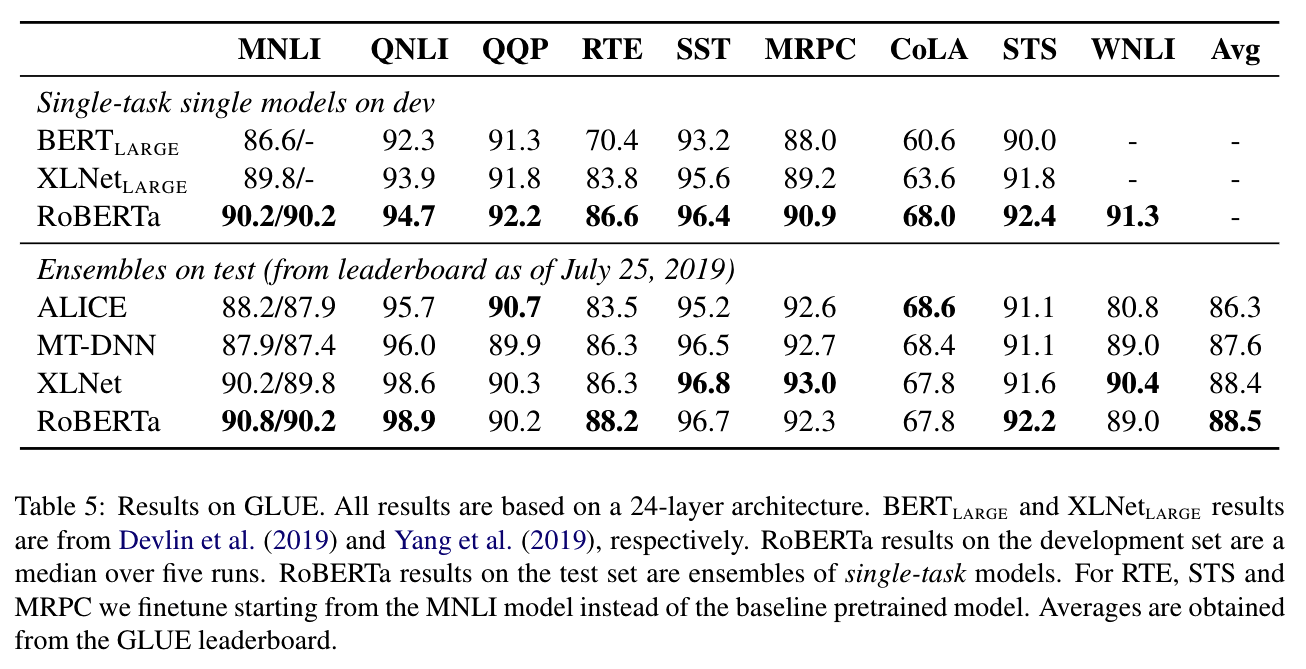 MNLI QNLI QQP RTE SST MRPC CoLA STS WNLI Avg
Single-task single models on dev
BERTLARGE 86.6/- 92.3 91.3 70.4 93.2 88.0 60.6 90.0 - -
XLNetLARGE 89.8/- 93.9 91.8 83.8 95.6 89.2 63.6 91.8 - -
RoBERTa 90.2/90.2 94.7 92.2 86.6 96.4 90.9 68.0 92.4 91.3 -
Ensembles on test (from leaderboard as of July 25, 2019)
ALICE 88.2/87.9 95.7 90.7 83.5 95.2 92.6 68.6 91.1 80.8 86.3
MT-DNN 87.9/87.4 96.0 89.9 86.3 96.5 92.7 68.4 91.1 89.0 87.6
XLNet 90.2/89.8 98.6 90.3 86.3 96.8 93.0 67.8 91.6 90.4 88.4
RoBERTa 90.8/90.2 98.9 90.2 88.2 96.7 92.3 67.8 92.2 89.0 88.5
Table 5: Results on GLUE. All results are based on a 24-layer architecture. BERTLARGE and XLNetLARGE results
are from Devlin et al. (2019) and Yang et al. (2019), respectively. RoBERTa results on the development set are a
median over five runs. RoBERTa results on the test set are ensembles of single-task models. For RTE, STS and
MRPC we finetune starting from the MNLI model instead of the baseline pretrained model. Averages are obtained
from the GLUE leaderboard.